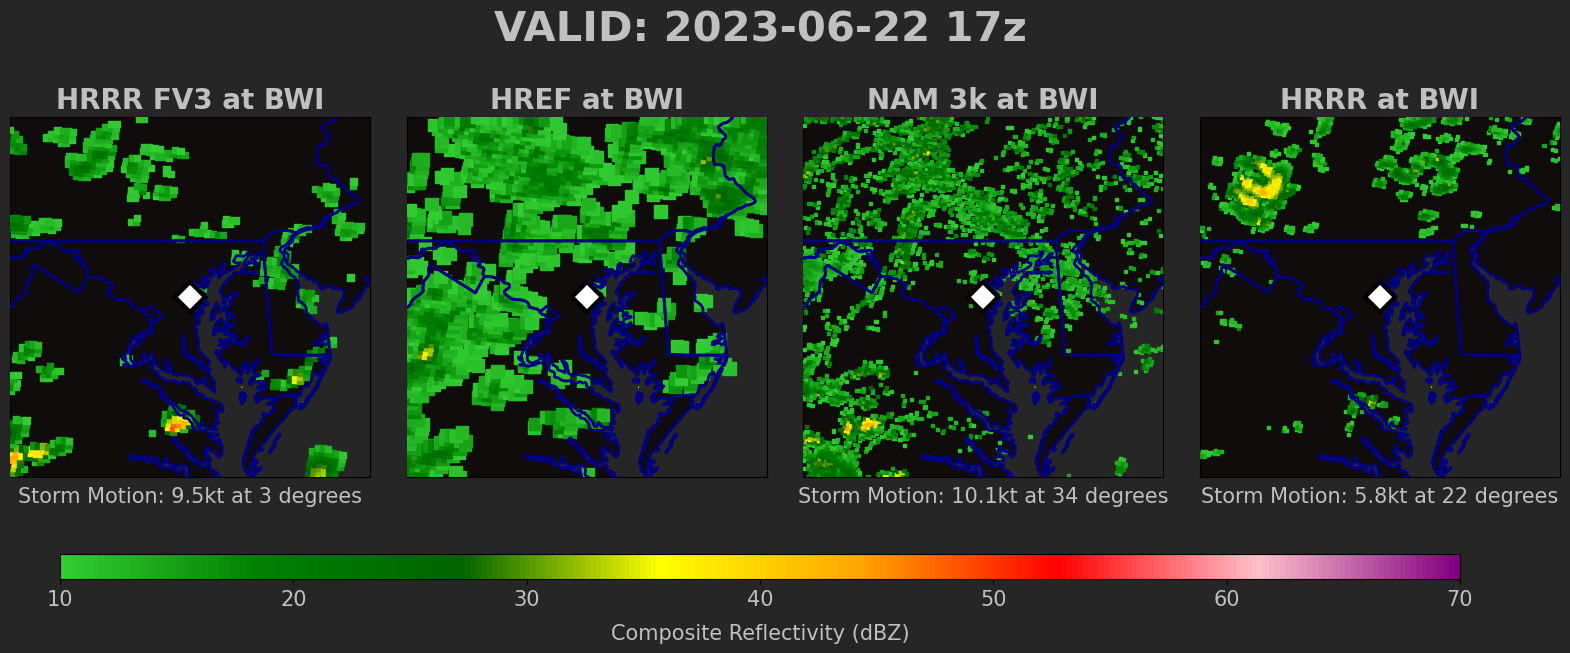 VALID: 2023-06-22 17z
HRRR FV3 at BWI
HREF at BWI
NAM 3k at BWI
HRRR at BWI
Storm Motion: 9.5kt at 3 degrees
Storm Motion: 10.1kt at 34 degrees
Storm Motion: 5.8kt at 22 degrees
10 20 30 40 50 60 70
Composite Reflectivity (dBZ)